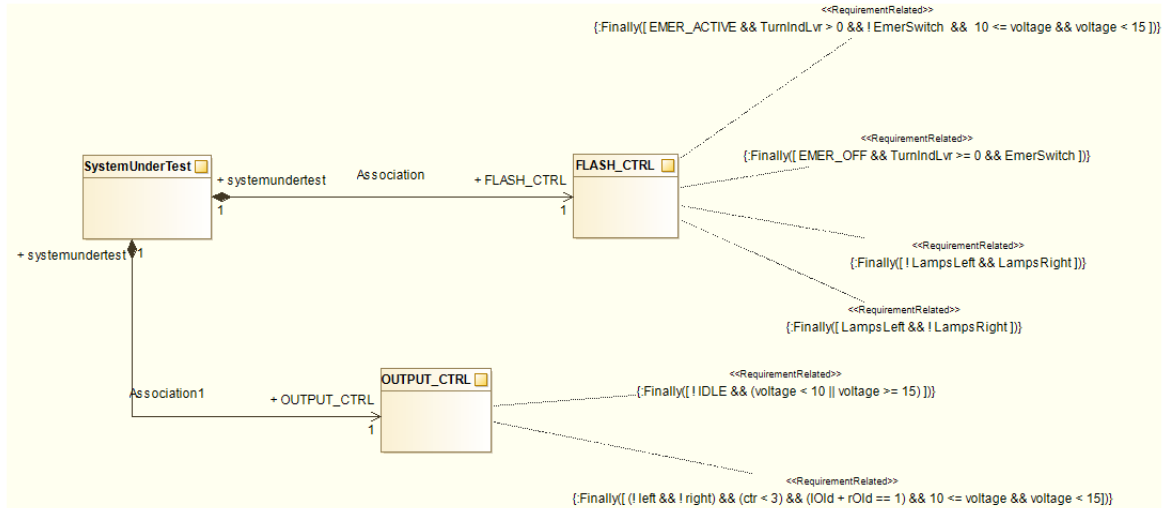 <<RequirementRelated>>
{:Finally([ EMER_ACTIVE && TurnIndLvr > 0 && ! EmerSwitch && 10 <= voltage && voltage < 15 ])}
<<RequirementRelated>>
{:Finally([ EMER_OFF && TurnIndLvr >= 0 && EmerSwitch ])}
SystemUnderTest
FLASH_CTRL
+ systemundertest
Association
+ FLASH_CTRL
1
1
<<RequirementRelated>>
{:Finally([ ! LampsLeft && LampsRight ])}
+ systemundertest
1
<<RequirementRelated>>
{:Finally([ LampsLeft && ! LampsRight ])}
OUTPUT_CTRL
<<RequirementRelated>>
{:Finally([ ! IDLE && (voltage < 10 || voltage >= 15) ])}
Association1
+ OUTPUT_CTRL
1
<<RequirementRelated>>
{:Finally([ (! left && ! right) && (ctr < 3) && (lOld + rOld == 1) && 10 <= voltage && voltage < 15])}